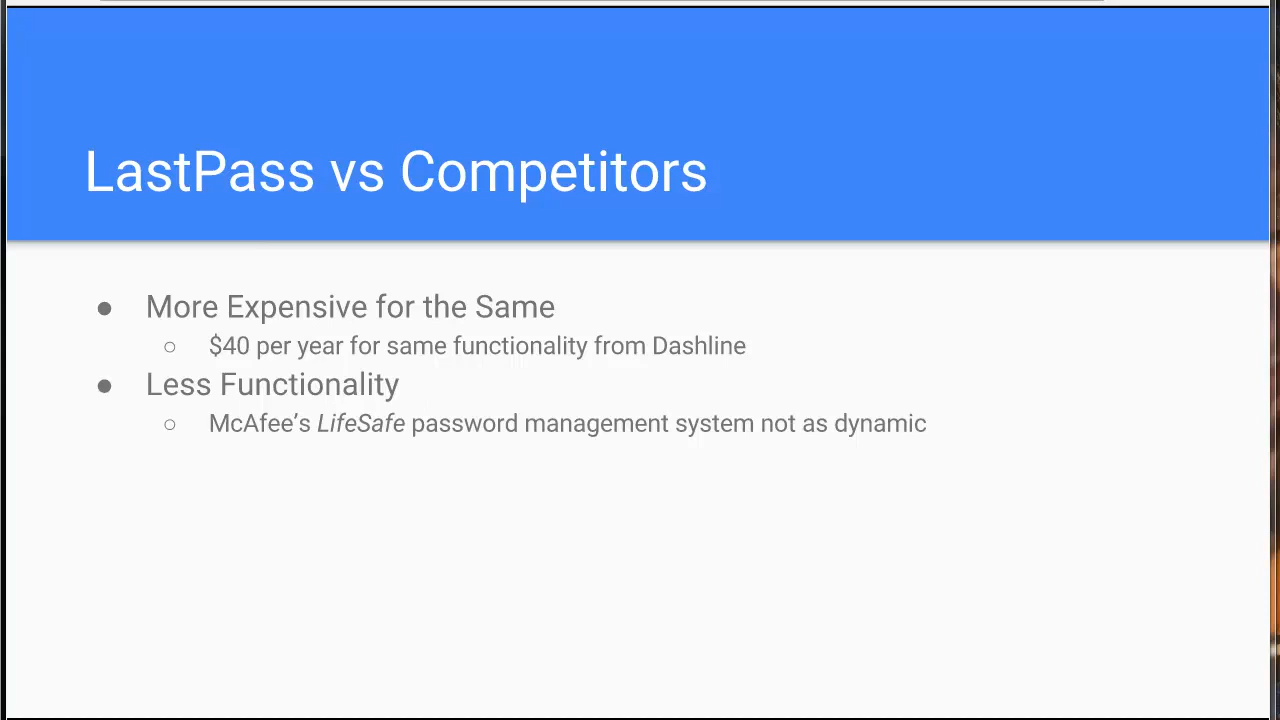 LastPass vs Competitors
● More Expensive for the Same
○ $40 per year for same functionality from Dashline
● Less Functionality
○ McAfee’s LifeSafe password management system not as dynamic